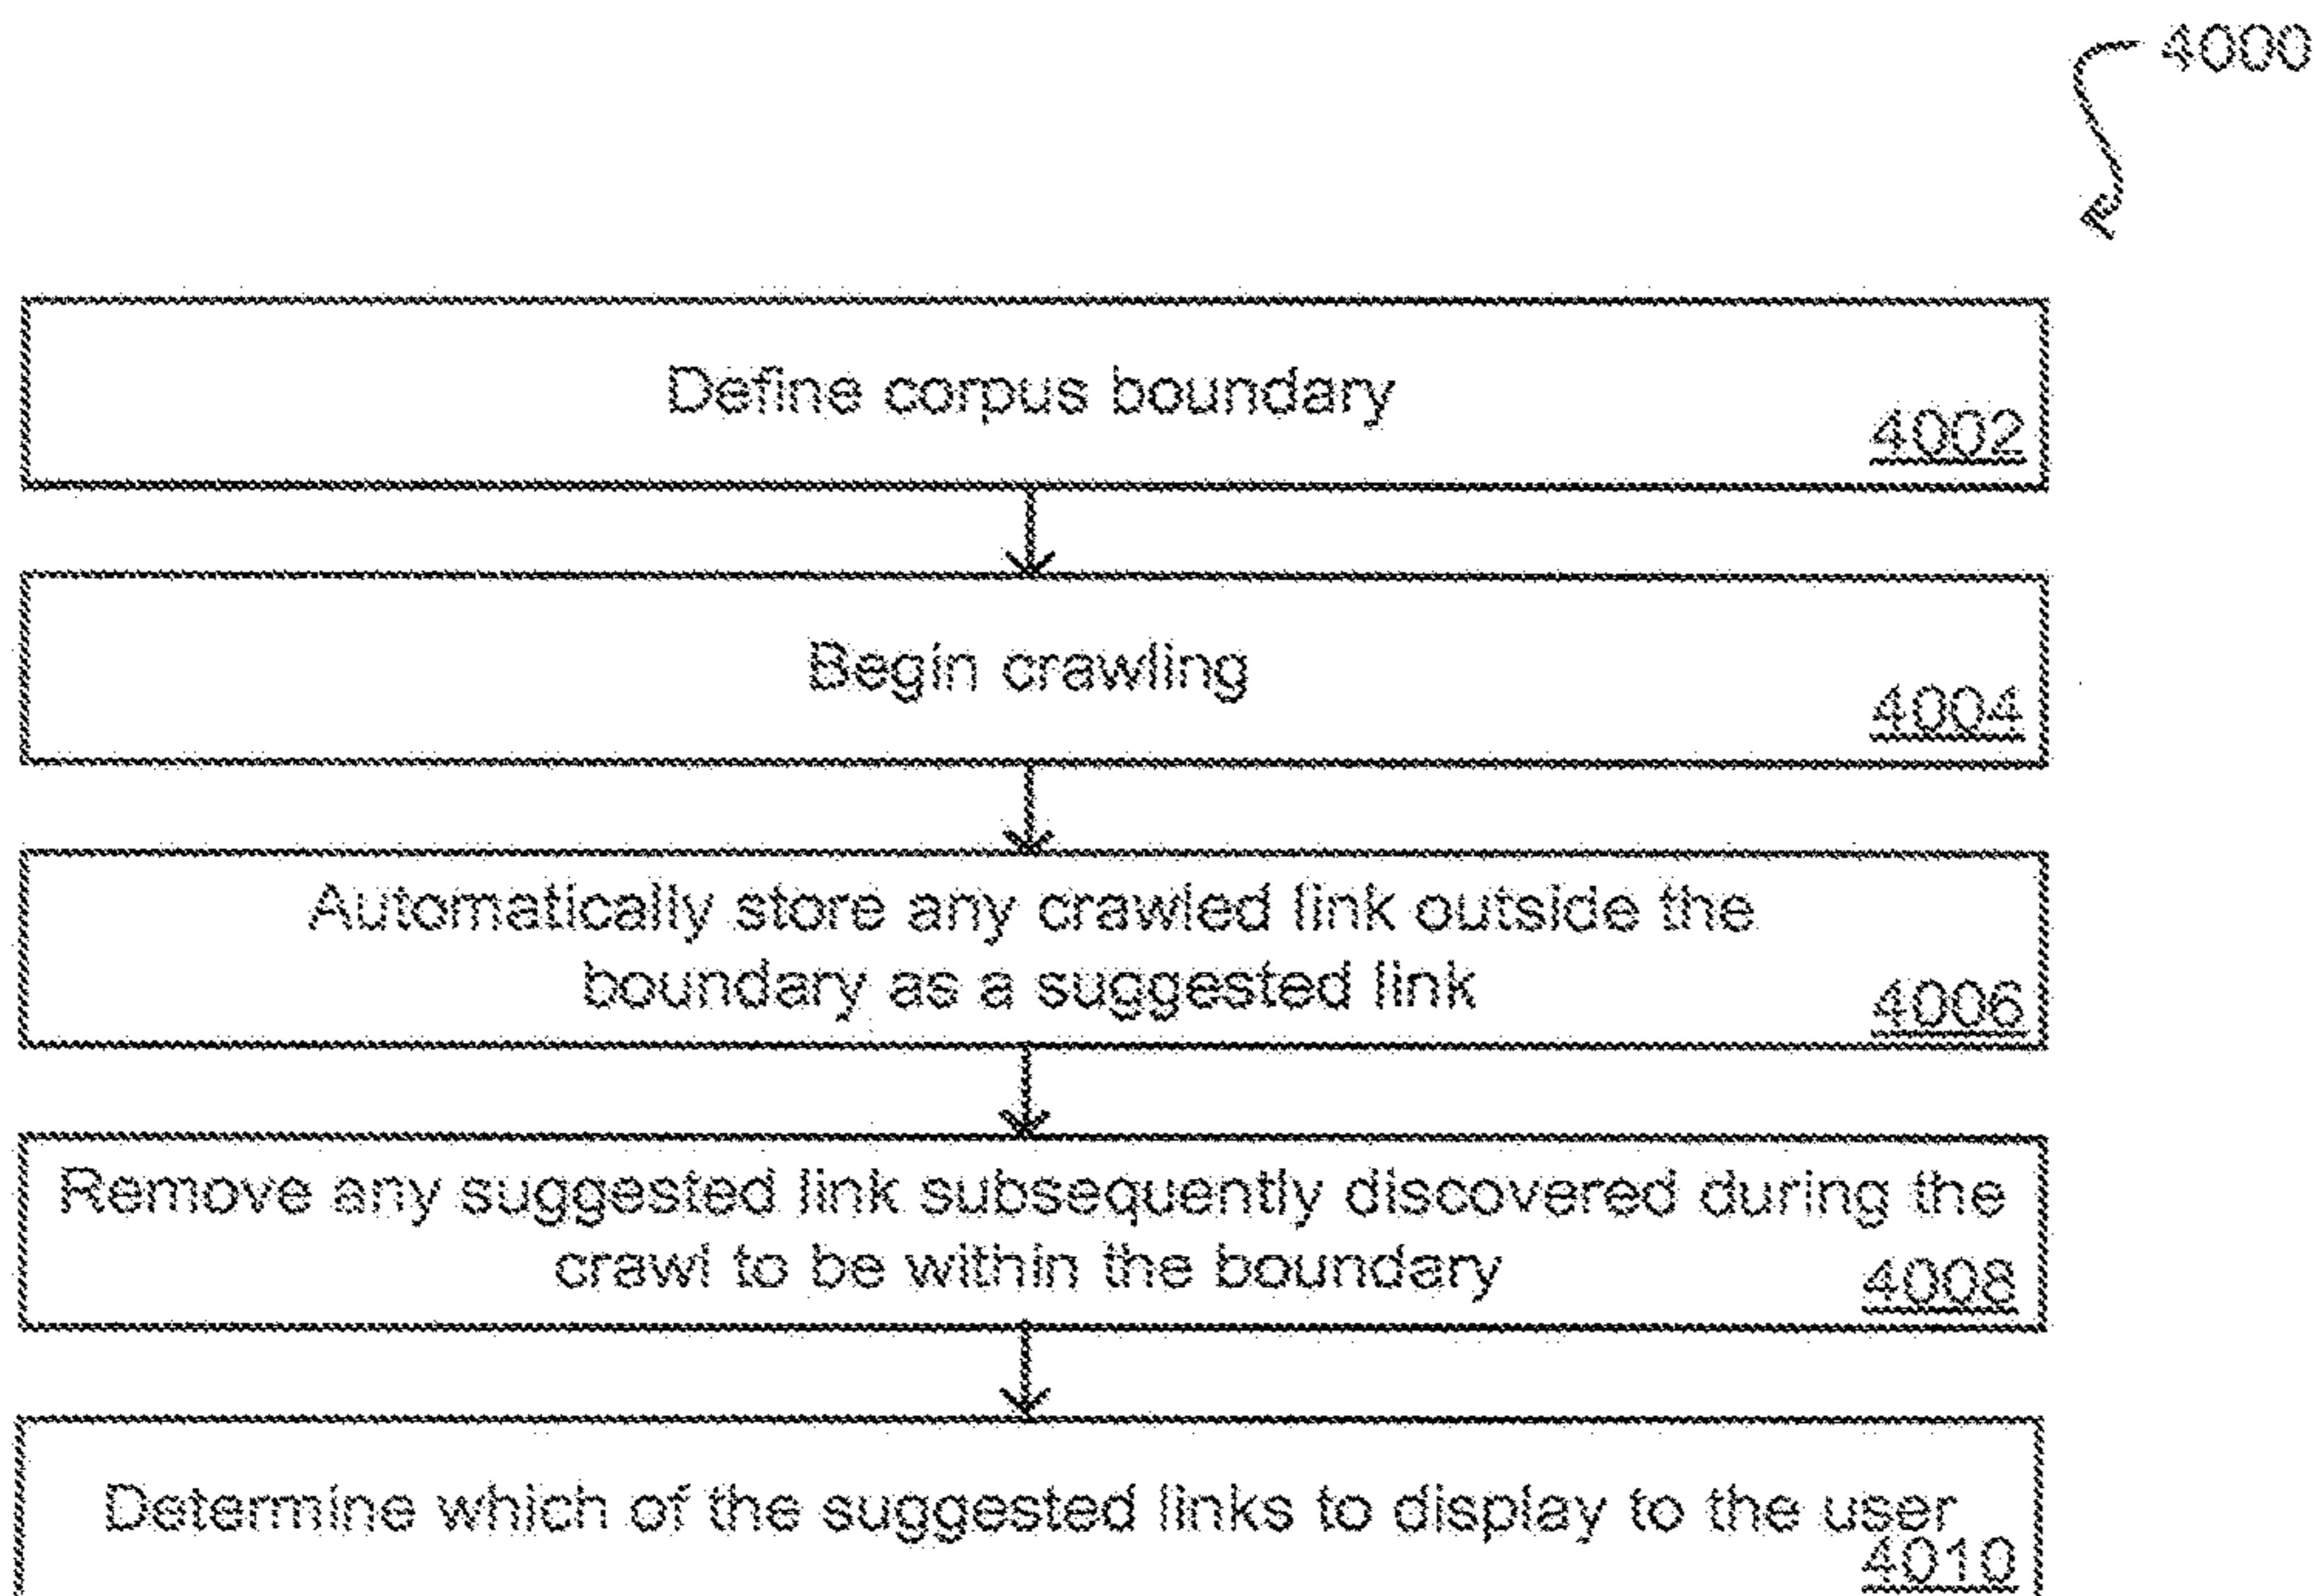 4000
Define corpus boundary
4002
Begin crawling
4004
Automatically store any crawled link outside the
boundary as a suggested link
4006
Remove any suggested link subsequently discovered during the
crawl to be within the boundary
4008
Determine which of the suggested links to display to the user
4010